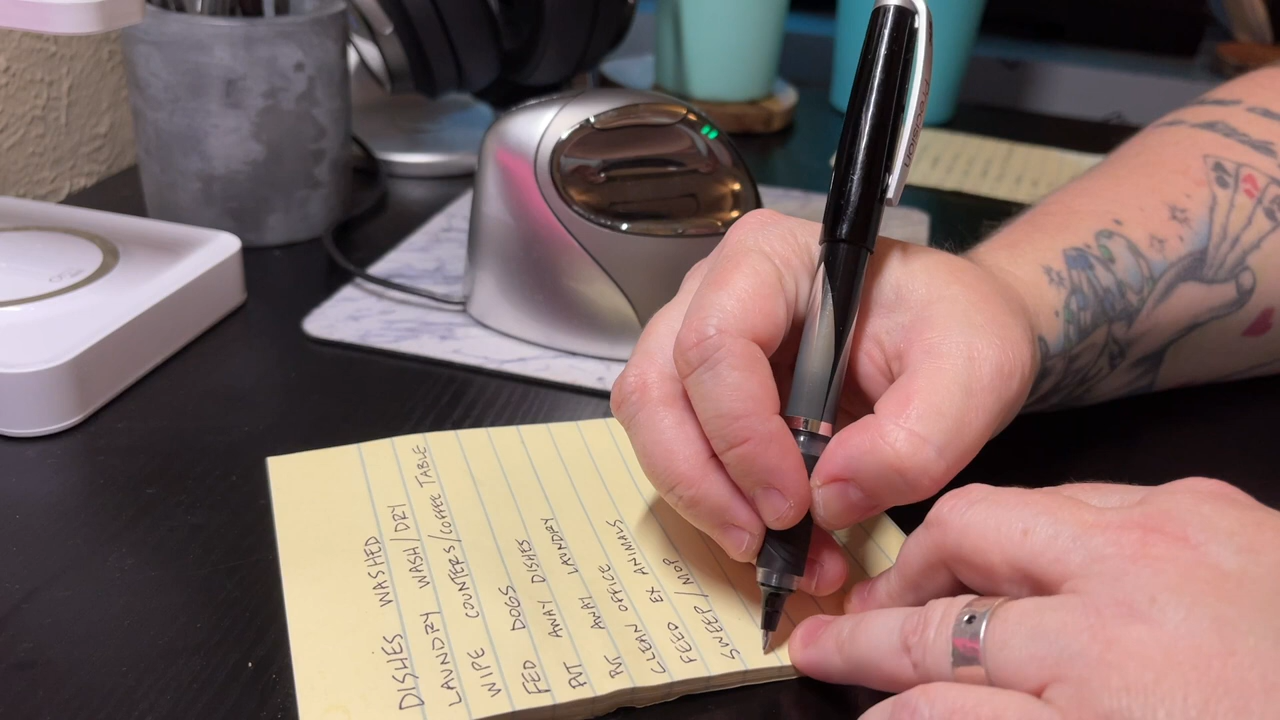 DISHES WASHED
LAUNDRY WASH/DRY
WIPE COUNTERS/COFFEE TABLE
FED DOGS
PUT AWAY DISHES
PUT AWAY LAUNDRY
CLEAN OFFICE
FEED EX ANIMALS
SWEEP/MOP
Precision